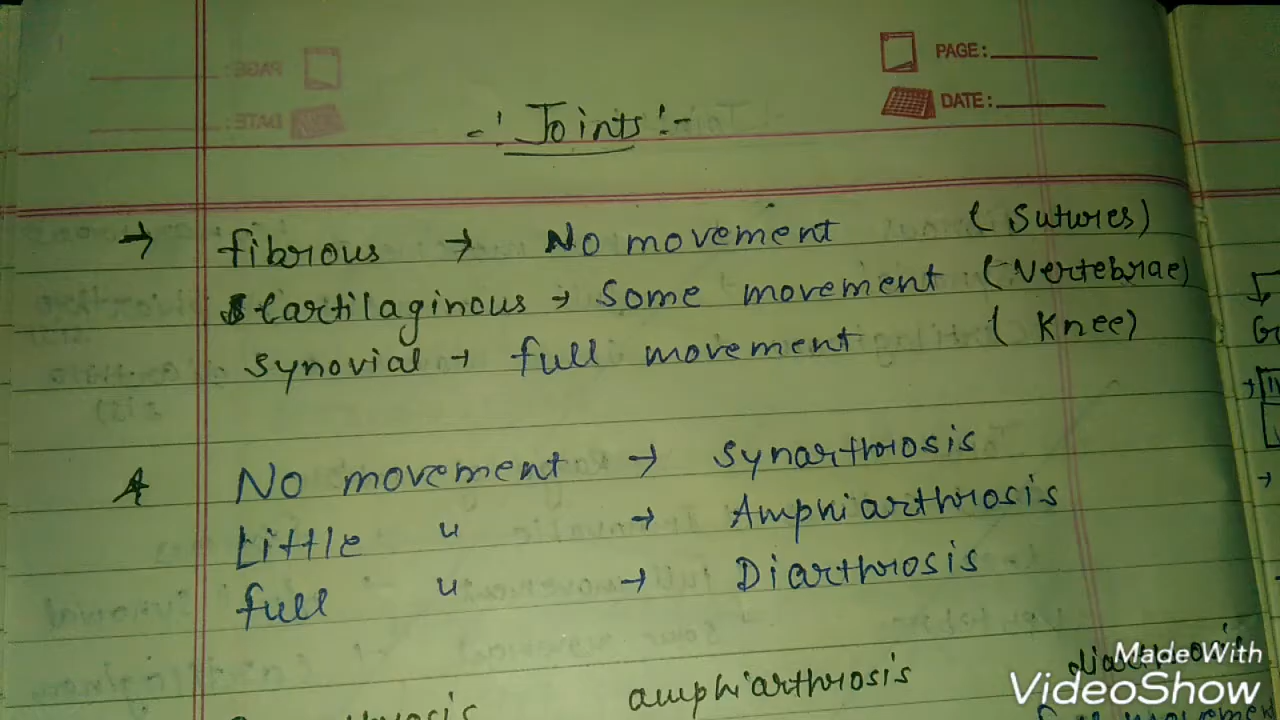 PAGE:
DATE:
-: Joints :-
→ fibrous → No movement (Sutures)
Cartilaginous → Some movement (Vertebrae)
Synovial → full movement (Knee)
No movement → Synarthrosis
Little " → Amphiarthrosis
full " → Diarthrosis
amphiarthrosis diarthrosis
Made With
VideoShow